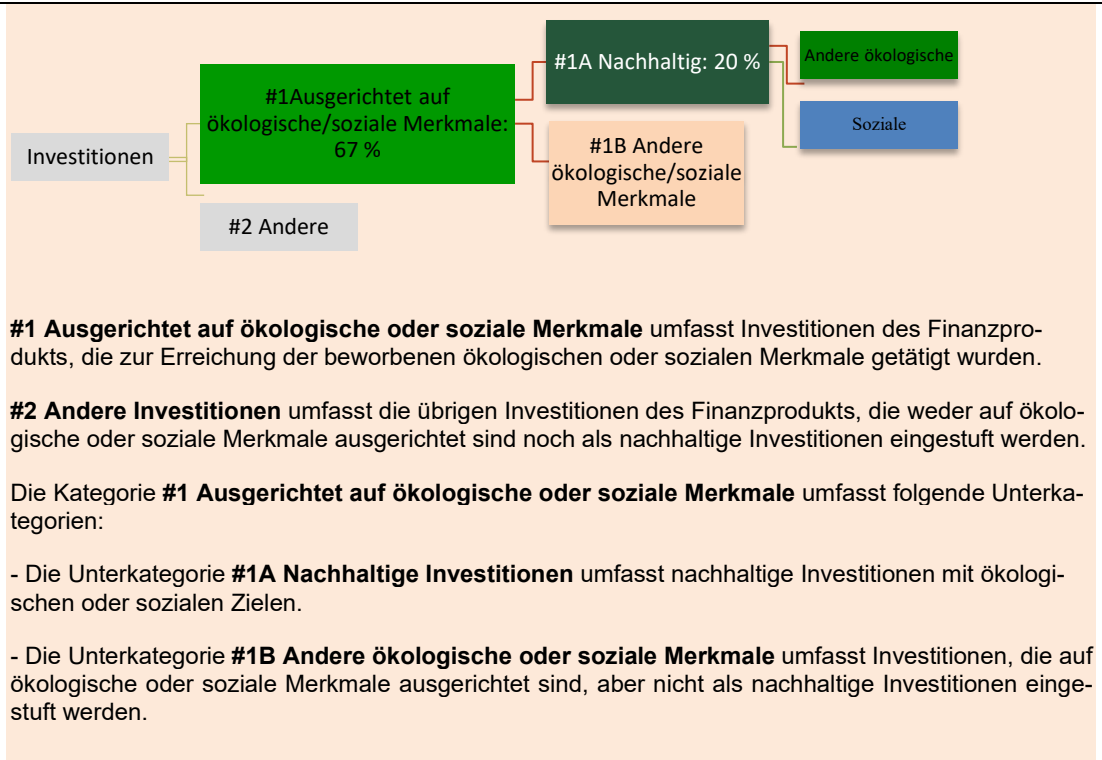 Investitionen
#1Ausgerichtet auf
ökologische/soziale Merkmale:
67 %
#2 Andere
#1A Nachhaltig: 20 %
#1B Andere
ökologische/soziale
Merkmale
Andere ökologische
Soziale
#1 Ausgerichtet auf ökologische oder soziale Merkmale umfasst Investitionen des Finanzpro-
dukts, die zur Erreichung der beworbenen ökologischen oder sozialen Merkmale getätigt wurden.
#2 Andere Investitionen umfasst die übrigen Investitionen des Finanzprodukts, die weder auf ökolo-
gische oder soziale Merkmale ausgerichtet sind noch als nachhaltige Investitionen eingestuft werden.
Die Kategorie #1 Ausgerichtet auf ökologische oder soziale Merkmale umfasst folgende Unterka-
tegorien:
- Die Unterkategorie #1A Nachhaltige Investitionen umfasst nachhaltige Investitionen mit ökologi-
schen oder sozialen Zielen.
- Die Unterkategorie #1B Andere ökologische oder soziale Merkmale umfasst Investitionen, die auf
ökologische oder soziale Merkmale ausgerichtet sind, aber nicht als nachhaltige Investitionen einge-
stuft werden.